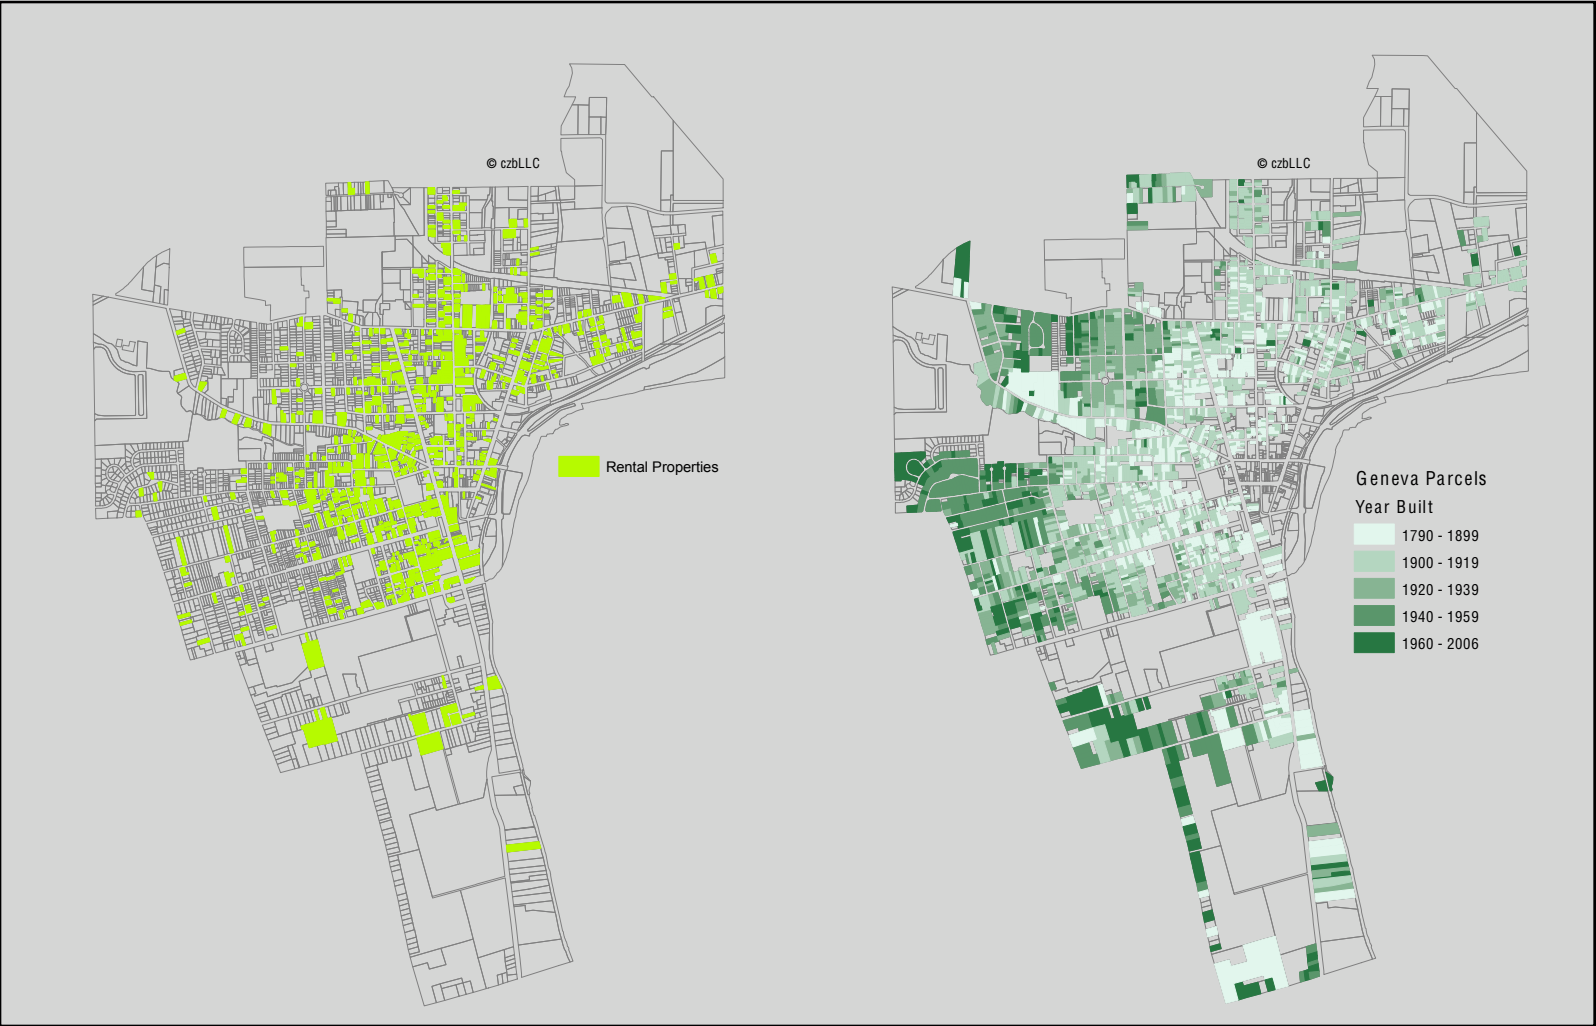 © czbLLC
© czbLLC
Rental Properties
Geneva Parcels
Year Built
1790 - 1899
1900 - 1919
1920 - 1939
1940 - 1959
1960 - 2006